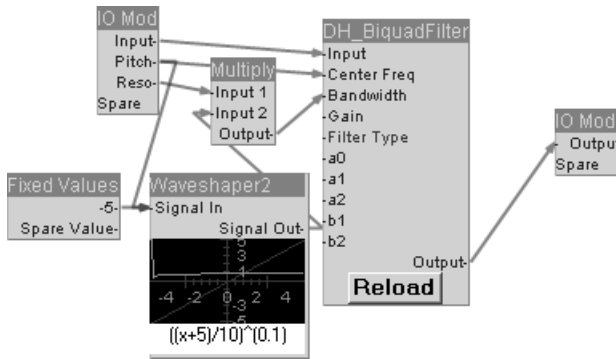 IO Mod
Input
Pitch
Reso
Spare
Multiply
Input 1
Input 2
Output
DH_BiquadFilter
Input
Center Freq
Bandwidth
Gain
Filter Type
a0
a1
a2
b1
b2
Output
Reload
IO Mod
Output
Spare
Fixed Values
-5-
Spare Value
Waveshaper2
Signal In
Signal Out
5
3
1
-4 -2 0 2 4
-3
-5
((x+5)/10)^(0.1)